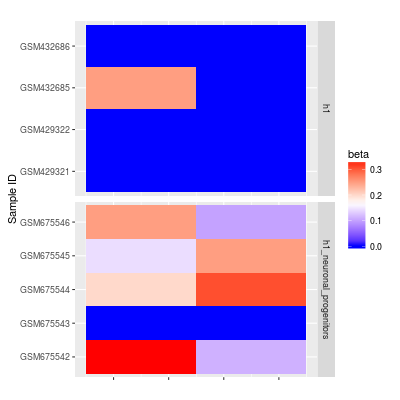 GSM432686
GSM432685
GSM429322
GSM429321
h1
GSM675546
GSM675545
GSM675544
GSM675543
GSM675542
h1_neuronal_progenitors
Sample ID
beta
0.3
0.2
0.1
0.0